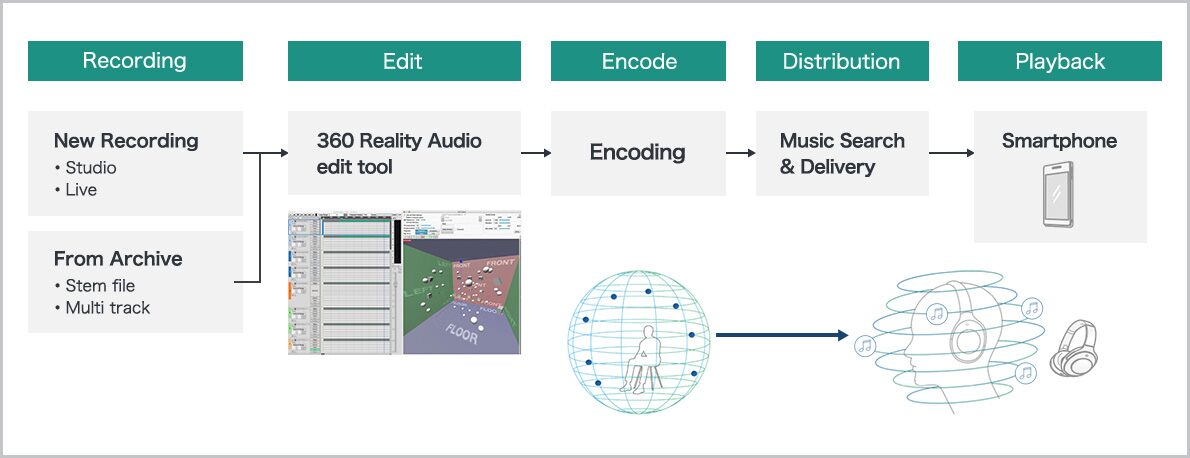 Recording
Edit
Encode
Distribution
Playback
New Recording
• Studio
• Live
From Archive
• Stem file
• Multi track
360 Reality Audio
edit tool
Encoding
Music Search
& Delivery
Smartphone
FRONT
FRONT
LEFT
FLOOR